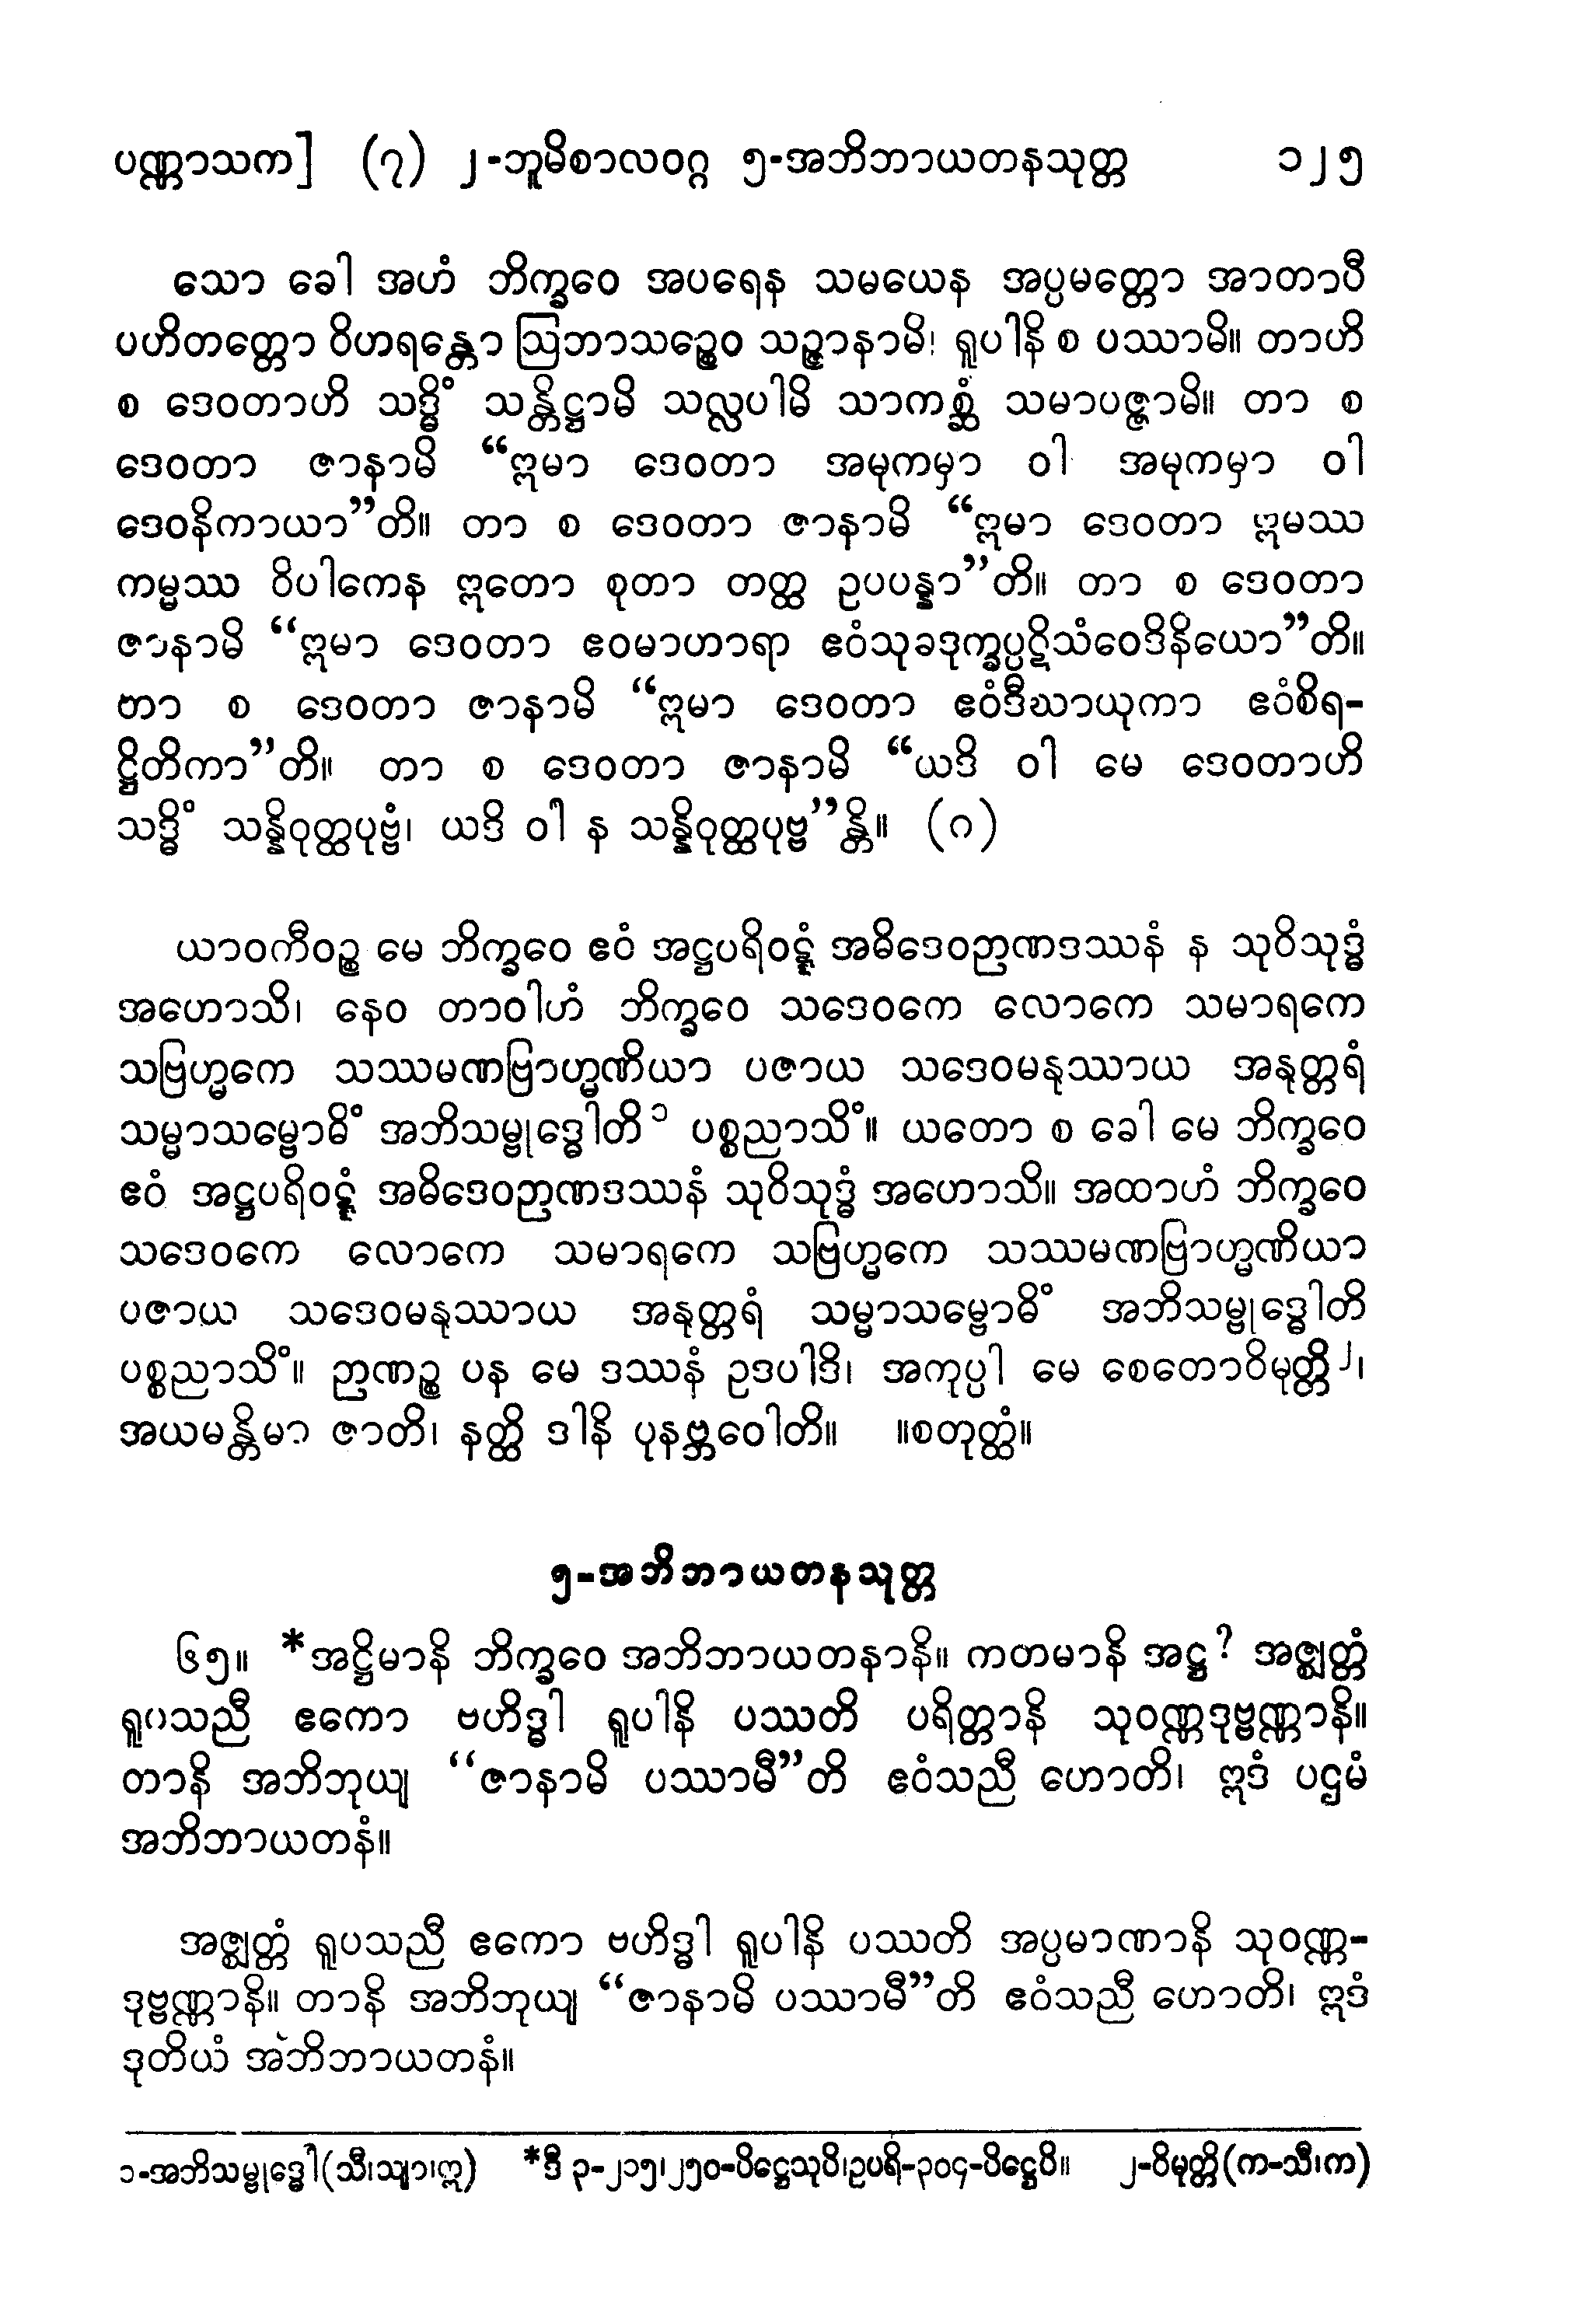 ပဏ္ဏာသက] (၇) ၂-ဘူမိစာလဝဂ္ဂ ၅-အဘိဘာယတနသုတ္တ ၁၂၅
သော ခေါ အဟံ ဘိက္ခဝေ အပရေန သမယေန အပ္ပမတ္တော အာတာပီ
ပဟိတတ္တော ဝိဟရန္တော ဩဘာသဉ္စေဝ သဉ္ဇာနာမိ၊ ရူပါနိ စ ပဿာမိ။ တာဟိ
စ ဒေဝတာဟိ သဒ္ဓိံ သန္တိဋ္ဌာမိ သလ္လပါမိ သာကစ္ဆံ သမာပဇ္ဇာမိ။ တာ စ
ဒေဝတာ ဇာနာမိ “ဣမာ ဒေဝတာ အမုကမှာ ဝါ အမုကမှာ ဝါ
ဒေဝနိကာယာ”တိ။ တာ စ ဒေဝတာ ဇာနာမိ “ဣမာ ဒေဝတာ ဣမဿ
ကမ္မဿ ဝိပါကေန ဣတော စုတာ တတ္ထ ဥပပန္နာ”တိ။ တာ စ ဒေဝတာ
ဇာနာမိ “ဣမာ ဒေဝတာ ဧဝမာဟာရာ ဧဝံသုခဒုက္ခပ္ပဋိသံဝေဒိနိယော”တိ။
တာ စ ဒေဝတာ ဇာနာမိ “ဣမာ ဒေဝတာ ဧဝံဒီဃာယုကာ ဧဝံစိရ-
ဋ္ဌိတိကာ”တိ။ တာ စ ဒေဝတာ ဇာနာမိ “ယဒိ ဝါ မေ ဒေဝတာဟိ
သဒ္ဓိံ သန္နိဝုတ္ထပုဗ္ဗံ၊ ယဒိ ဝါ န သန္နိဝုတ္ထပုဗ္ဗ”န္တိ။ (ဂ)
ယာဝကီဝဉ္စ မေ ဘိက္ခဝေ ဧဝံ အဋ္ဌပရိဝဋ္ဋံ အဓိဒေဝဉာဏဒဿနံ န သုဝိသုဒ္ဓံ
အဟောသိ၊ နေဝ တာဝါဟံ ဘိက္ခဝေ သဒေဝကေ လောကေ သမာရကေ
သဗြဟ္မကေ သဿမဏဗြာဟ္မဏိယာ ပဇာယ သဒေဝမနုဿာယ အနုတ္တရံ
သမ္မာသမ္ဗောဓိံ အဘိသမ္ဗုဒ္ဓေါတိ၁ ပစ္စညာသိံ။ ယတော စ ခေါ မေ ဘိက္ခဝေ
ဧဝံ အဋ္ဌပရိဝဋ္ဋံ အဓိဒေဝဉာဏဒဿနံ သုဝိသုဒ္ဓံ အဟောသိ။ အထာဟံ ဘိက္ခဝေ
သဒေဝကေ လောကေ သမာရကေ သဗြဟ္မကေ သဿမဏဗြာဟ္မဏိယာ
ပဇာယ သဒေဝမနုဿာယ အနုတ္တရံ သမ္မာသမ္ဗောဓိံ အဘိသမ္ဗုဒ္ဓေါတိ
ပစ္စညာသိံ။ ဉာဏဉ္စ ပန မေ ဒဿနံ ဥဒပါဒိ၊ အကုပ္ပါ မေ စေတောဝိမုတ္တိ၂၊
အယမန္တိမာ ဇာတိ၊ နတ္ထိ ဒါနိ ပုနဗ္ဘဝေါတိ။ ။စတုတ္ထံ။
၅-အဘိဘာယတနသုတ္တ
၆၅။ *အဋ္ဌိမာနိ ဘိက္ခဝေ အဘိဘာယတနာနိ။ ကတမာနိ အဋ္ဌ? အဇ္ဈတ္တံ
ရူပသညီ ဧကော ဗဟိဒ္ဓါ ရူပါနိ ပဿတိ ပရိတ္တာနိ သုဝဏ္ဏဒုဗ္ဗဏ္ဏာနိ။
တာနိ အဘိဘုယျ “ဇာနာမိ ပဿာမီ”တိ ဧဝံသညီ ဟောတိ၊ ဣဒံ ပဌမံ
အဘိဘာယတနံ။
အဇ္ဈတ္တံ ရူပသညီ ဧကော ဗဟိဒ္ဓါ ရူပါနိ ပဿတိ အပ္ပမာဏာနိ သုဝဏ္ဏ-
ဒုဗ္ဗဏ္ဏာနိ။ တာနိ အဘိဘုယျ “ဇာနာမိ ပဿာမီ”တိ ဧဝံသညီ ဟောတိ၊ ဣဒံ
ဒုတိယံ အဘိဘာယတနံ။
၁-အဘိသမ္ဗုဒ္ဓေါ(သီ၊သျာ၊ဣ) *ဒီ ၃-၂၁၅၊၂၅၀-ပိဋ္ဌေသုပိ၊ဥပရိ-၃၀၄-ပိဋ္ဌေပိ။ ၂-ဝိမုတ္တိ(က-သီ၊က)